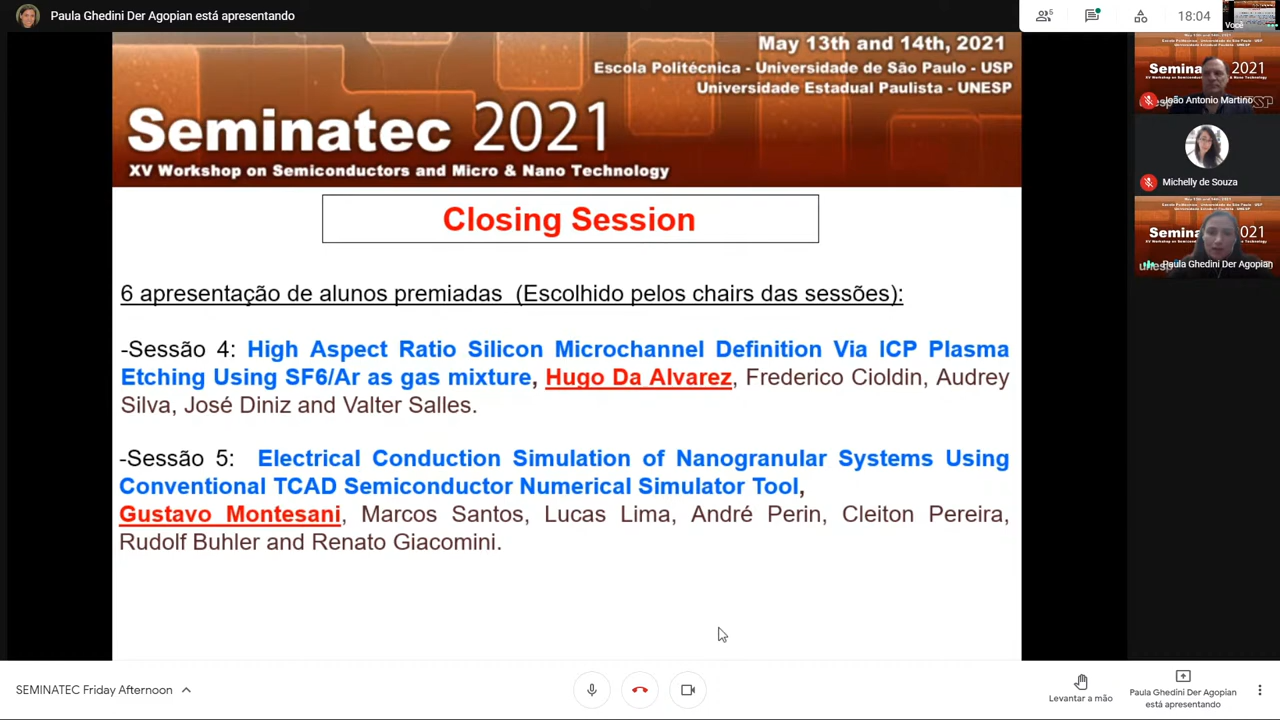 Paula Ghedini Der Agopian está apresentando
18:04
Você
May 13th and 14th, 2021
Escola Politécnica - Universidade de São Paulo - USP
Universidade Estadual Paulista - UNESP
Seminatec 2021
XV Workshop on Semiconductors and Micro & Nano Technology
Closing Session
6 apresentação de alunos premiadas (Escolhido pelos chairs das sessões):
-Sessão 4: High Aspect Ratio Silicon Microchannel Definition Via ICP Plasma
Etching Using SF6/Ar as gas mixture, Hugo Da Alvarez, Frederico Cioldin, Audrey
Silva, José Diniz and Valter Salles.
-Sessão 5: Electrical Conduction Simulation of Nanogranular Systems Using
Conventional TCAD Semiconductor Numerical Simulator Tool,
Gustavo Montesani, Marcos Santos, Lucas Lima, André Perin, Cleiton Pereira,
Rudolf Buhler and Renato Giacomini.
João Antonio Martino
Michelly de Souza
Paula Ghedini Der Agopian
SEMINATEC Friday Afternoon
Levantar a mão
Paula Ghedini Der Agopian
está apresentando